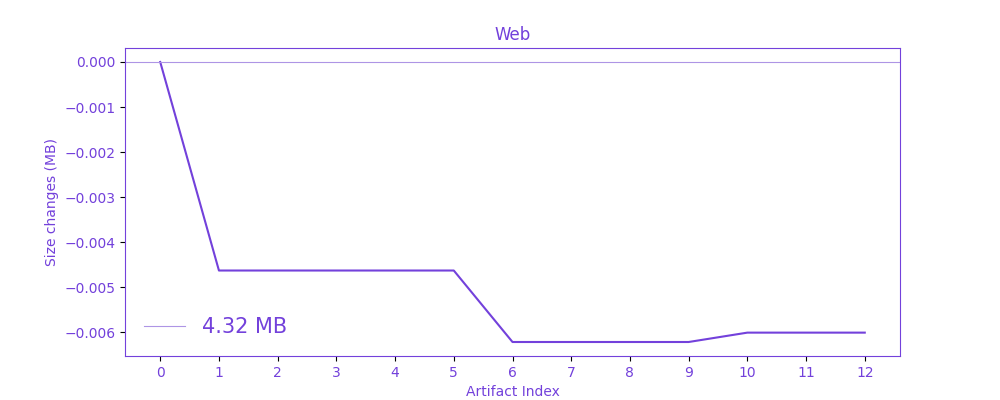 Web
0.000
−0.001
−0.002
−0.003
−0.004
−0.005
−0.006
Size changes (MB)
4.32 MB
0 1 2 3 4 5 6 7 8 9 10 11 12
Artifact Index